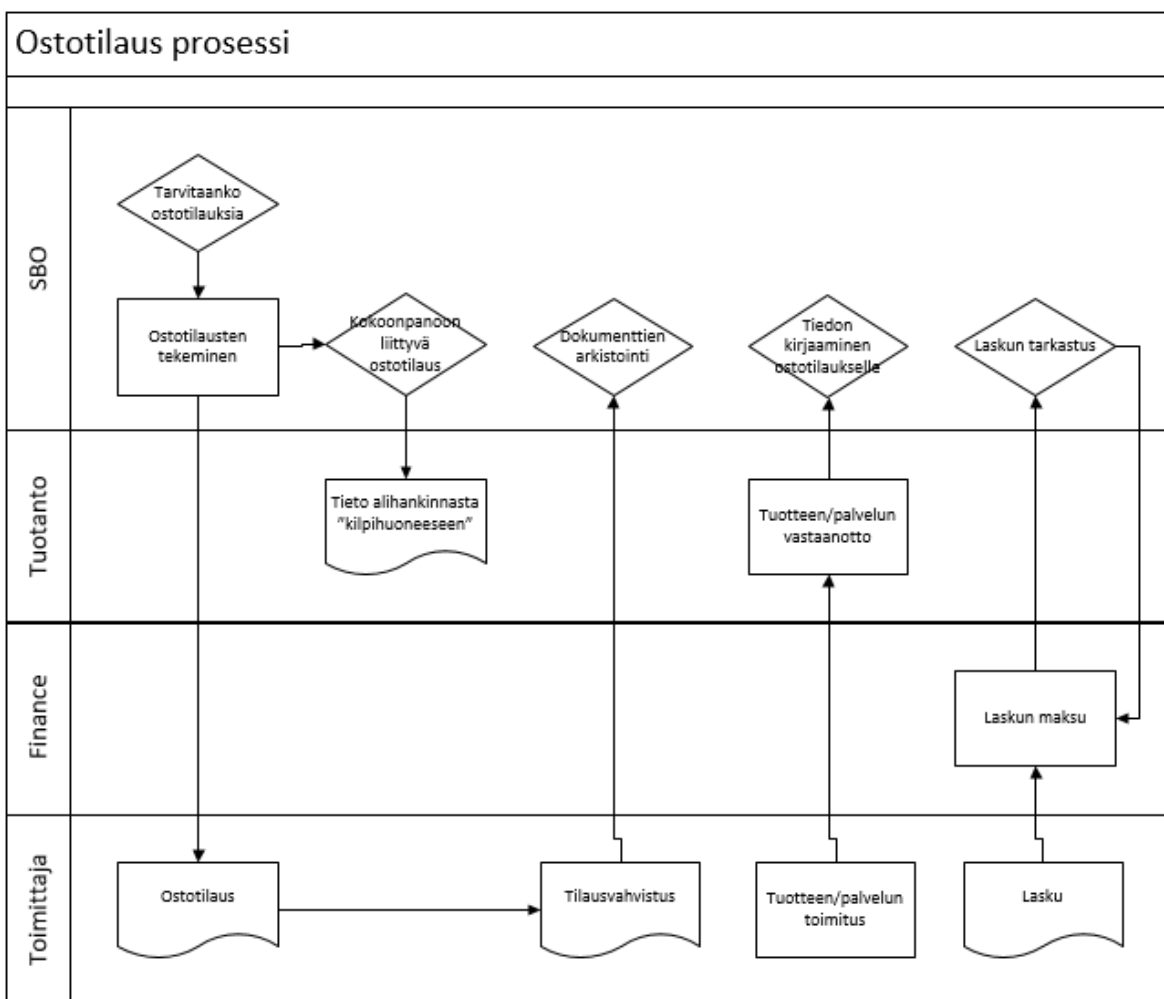 Ostotilaus prosessi
SBO
Tarvitaanko
ostotilauksia
Ostotilausten
tekeminen
Kokoonpanoon
liittyvä
ostotilaus
Dokumenttien
arkistointi
Tiedon
kirjaaminen
ostotilaukselle
Laskun tarkastus
Tuotanto
Tieto alihankinnasta
”kilpihuoneeseen”
Tuotteen/palvelun
vastaanotto
Finance
Laskun maksu
Toimittaja
Ostotilaus
Tilausvahvistus
Tuotteen/palvelun
toimitus
Lasku